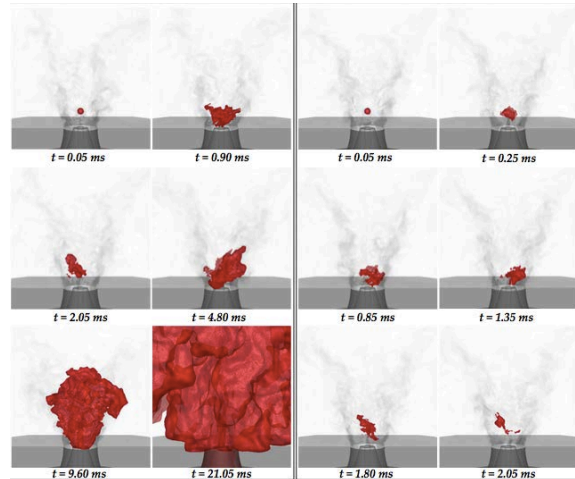 t = 0.05 ms t = 0.90 ms t = 0.05 ms t = 0.25 ms
t = 2.05 ms t = 4.80 ms t = 0.85 ms t = 1.35 ms
t = 9.60 ms t = 21.05 ms t = 1.80 ms t = 2.05 ms